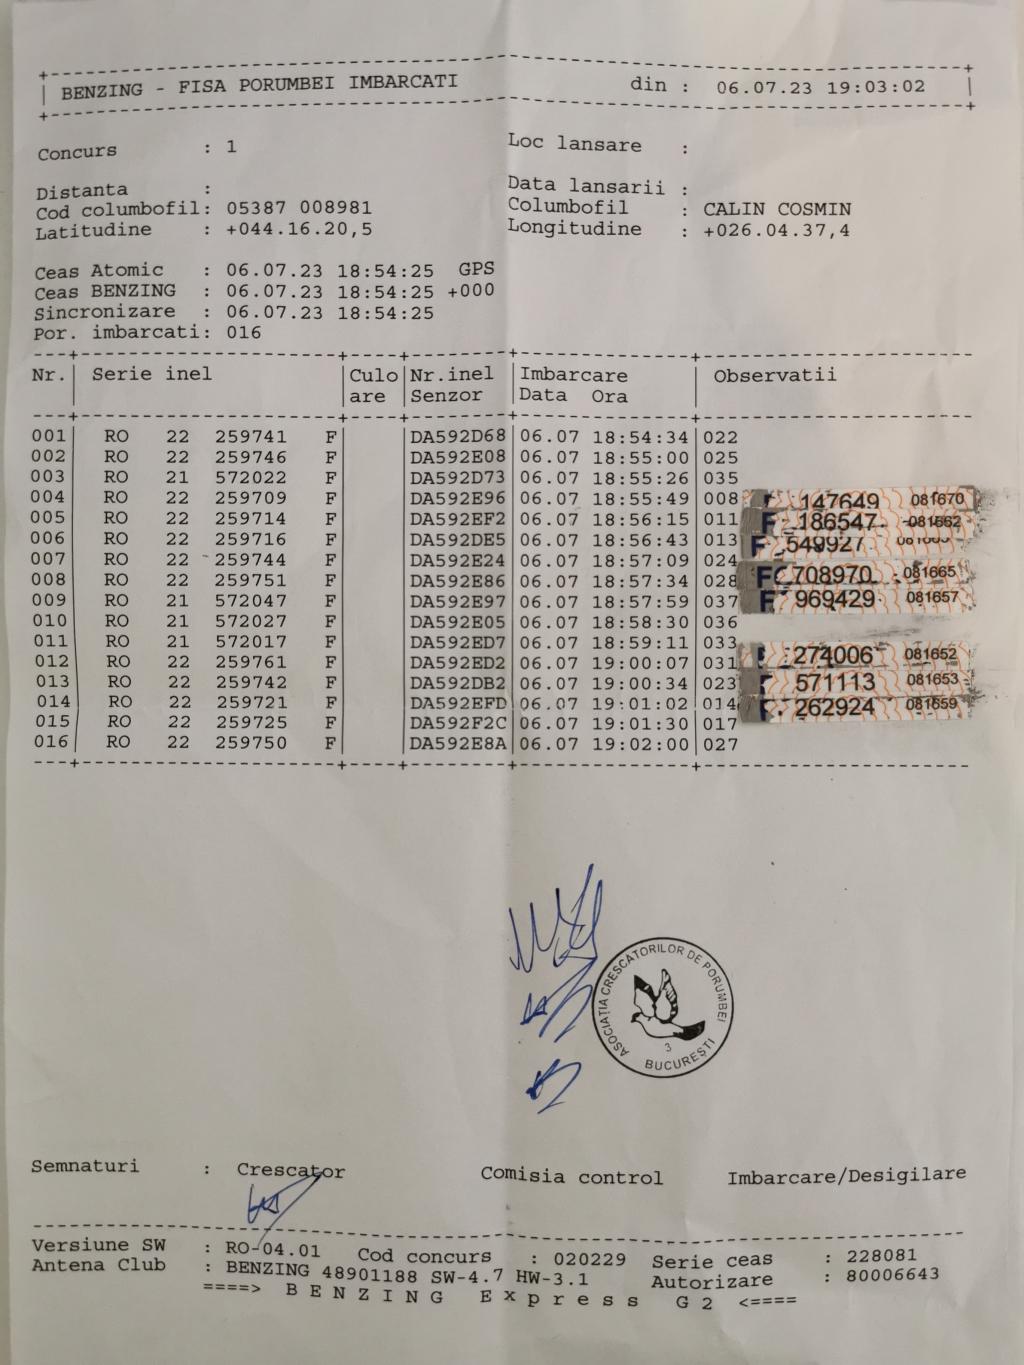 BENZING - FISA PORUMBEI IMBARCATI din : 06.07.23 19:03:02
Concurs : 1 Loc lansare :
Distanta : Data lansarii :
Cod columbofil: 05387 008981 Columbofil : CALIN COSMIN
Latitudine : +044.16.20,5 Longitudine : +026.04.37,4
Ceas Atomic : 06.07.23 18:54:25 GPS
Ceas BENZING : 06.07.23 18:54:25 +000
Sincronizare : 06.07.23 18:54:25
Por. imbarcati: 016
Nr. Serie inel Culo Nr.inel Imbarcare Observatii
are Senzor Data Ora
001 RO 22 259741 F DA592D68 06.07 18:54:34 022
002 RO 22 259746 F DA592E08 06.07 18:55:00 025
003 RO 21 572022 F DA592D73 06.07 18:55:26 035
004 RO 22 259709 F DA592E96 06.07 18:55:49 008 147649 081670
005 RO 22 259714 F DA592EF2 06.07 18:56:15 011 F 186547 081662
006 RO 22 259716 F DA592DE5 06.07 18:56:43 013 F 549927
007 RO 22 259744 F DA592E24 06.07 18:57:09 024
008 RO 22 259751 F DA592E86 06.07 18:57:34 028 FC 708970 081665
009 RO 21 572047 F DA592E97 06.07 18:57:59 037 F 969429 081657
010 RO 21 572027 F DA592E05 06.07 18:58:30 036
011 RO 21 572017 F DA592ED7 06.07 18:59:11 033
012 RO 22 259761 F DA592ED2 06.07 19:00:07 031 274006 081652
013 RO 22 259742 F DA592DB2 06.07 19:00:34 023 F 571113 081653
014 RO 22 259721 F DA592EFD 06.07 19:01:02 014 F 262924 081659
015 RO 22 259725 F DA592F2C 06.07 19:01:30 017
016 RO 22 259750 F DA592E8A 06.07 19:02:00 027
ASOCIAȚIA CRESCATORILOR DE PORUMBEI
3
BUCUREȘTI
Semnaturi : Crescator Comisia control Imbarcare/Desigilare
Versiune SW : RO-04.01 Cod concurs : 020229 Serie ceas : 228081
Antena Club : BENZING 48901188 SW-4.7 HW-3.1 Autorizare : 80006643
====> B E N Z I N G E x p r e s s G 2 <====